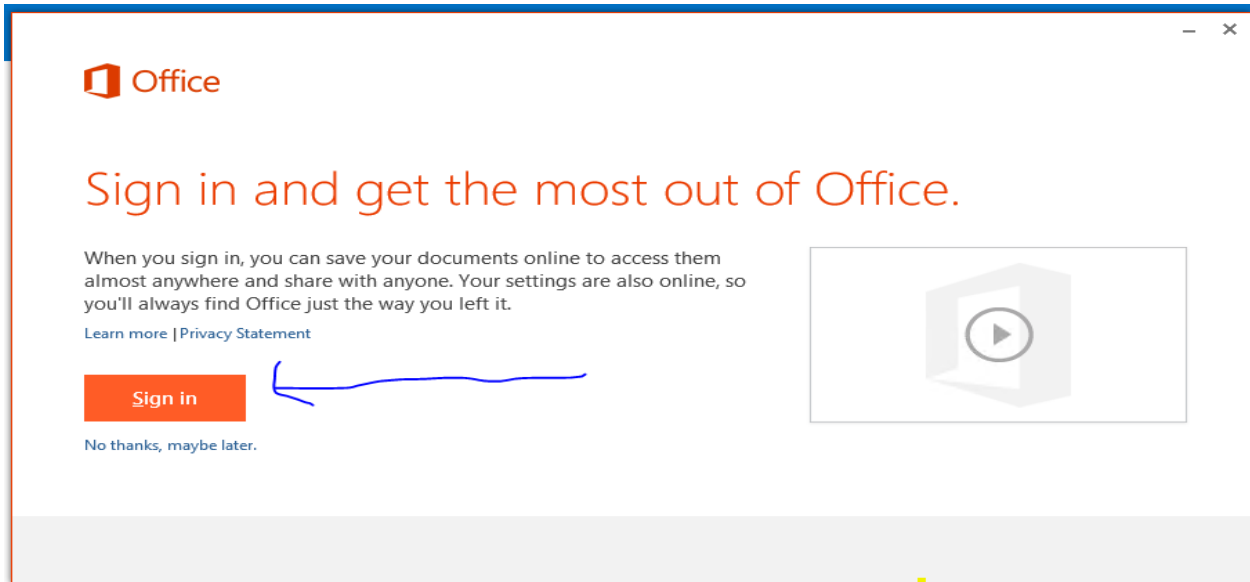 Office
Sign in and get the most out of Office.
When you sign in, you can save your documents online to access them
almost anywhere and share with anyone. Your settings are also online, so
you'll always find Office just the way you left it.
Learn more | Privacy Statement
Sign in
No thanks, maybe later.